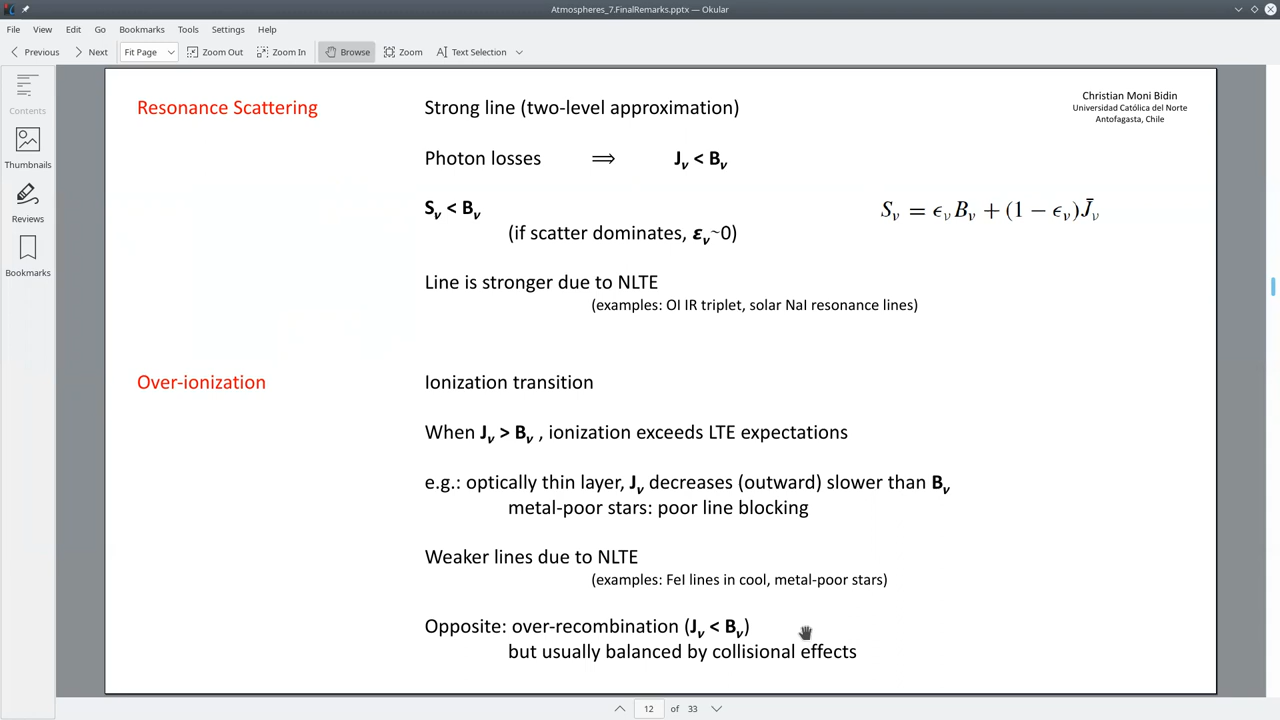 Atmospheres_7.FinalRemarks.pptx — Okular
File View Edit Go Bookmarks Tools Settings Help
Previous Next Fit Page Zoom Out Zoom In Browse Zoom Text Selection
Contents
Thumbnails
Reviews
Bookmarks
Christian Moni Bidin
Universidad Católica del Norte
Antofagasta, Chile
Resonance Scattering Strong line (two-level approximation)
Photon losses ⟹ Jν < Bν
Sν < Bν Sν = ϵνBν + (1 − ϵν)J̄ν
(if scatter dominates, εν~0)
Line is stronger due to NLTE
(examples: OI IR triplet, solar NaI resonance lines)
Over-ionization Ionization transition
When Jν > Bν , ionization exceeds LTE expectations
e.g.: optically thin layer, Jν decreases (outward) slower than Bν
metal-poor stars: poor line blocking
Weaker lines due to NLTE
(examples: FeI lines in cool, metal-poor stars)
Opposite: over-recombination (Jν < Bν)
but usually balanced by collisional effects
12 of 33